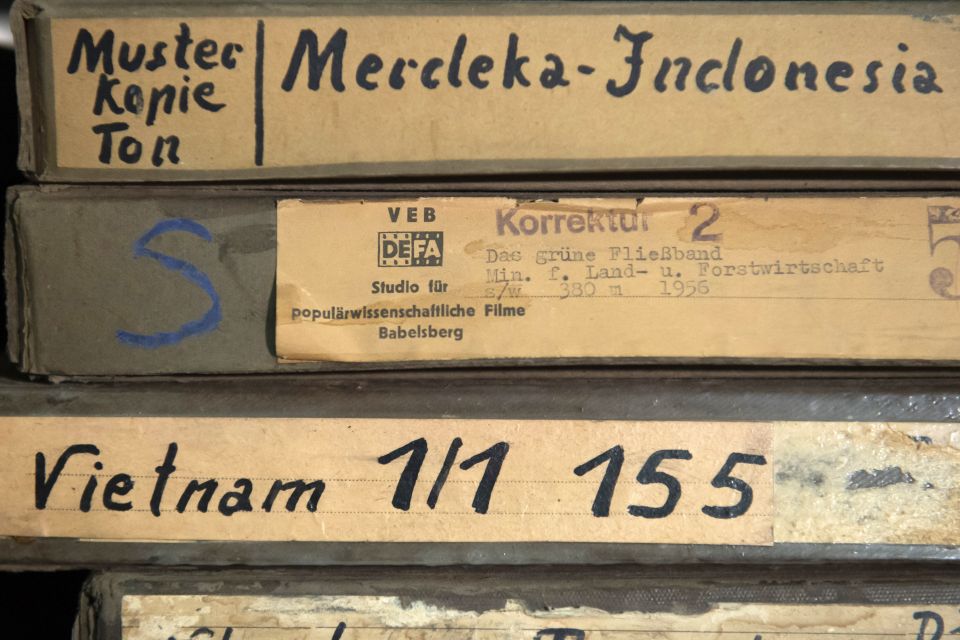 Muster
Kopie
Ton
Merdeka-Indonesia
S
VEB
DEFA
Studio für
populärwissenschaftliche Filme
Babelsberg
Korrektur 2
Das grüne Fließband
Min. f. Land- u. Forstwirtschaft
s/w 380 m 1956
5
Vietnam 1/1 155